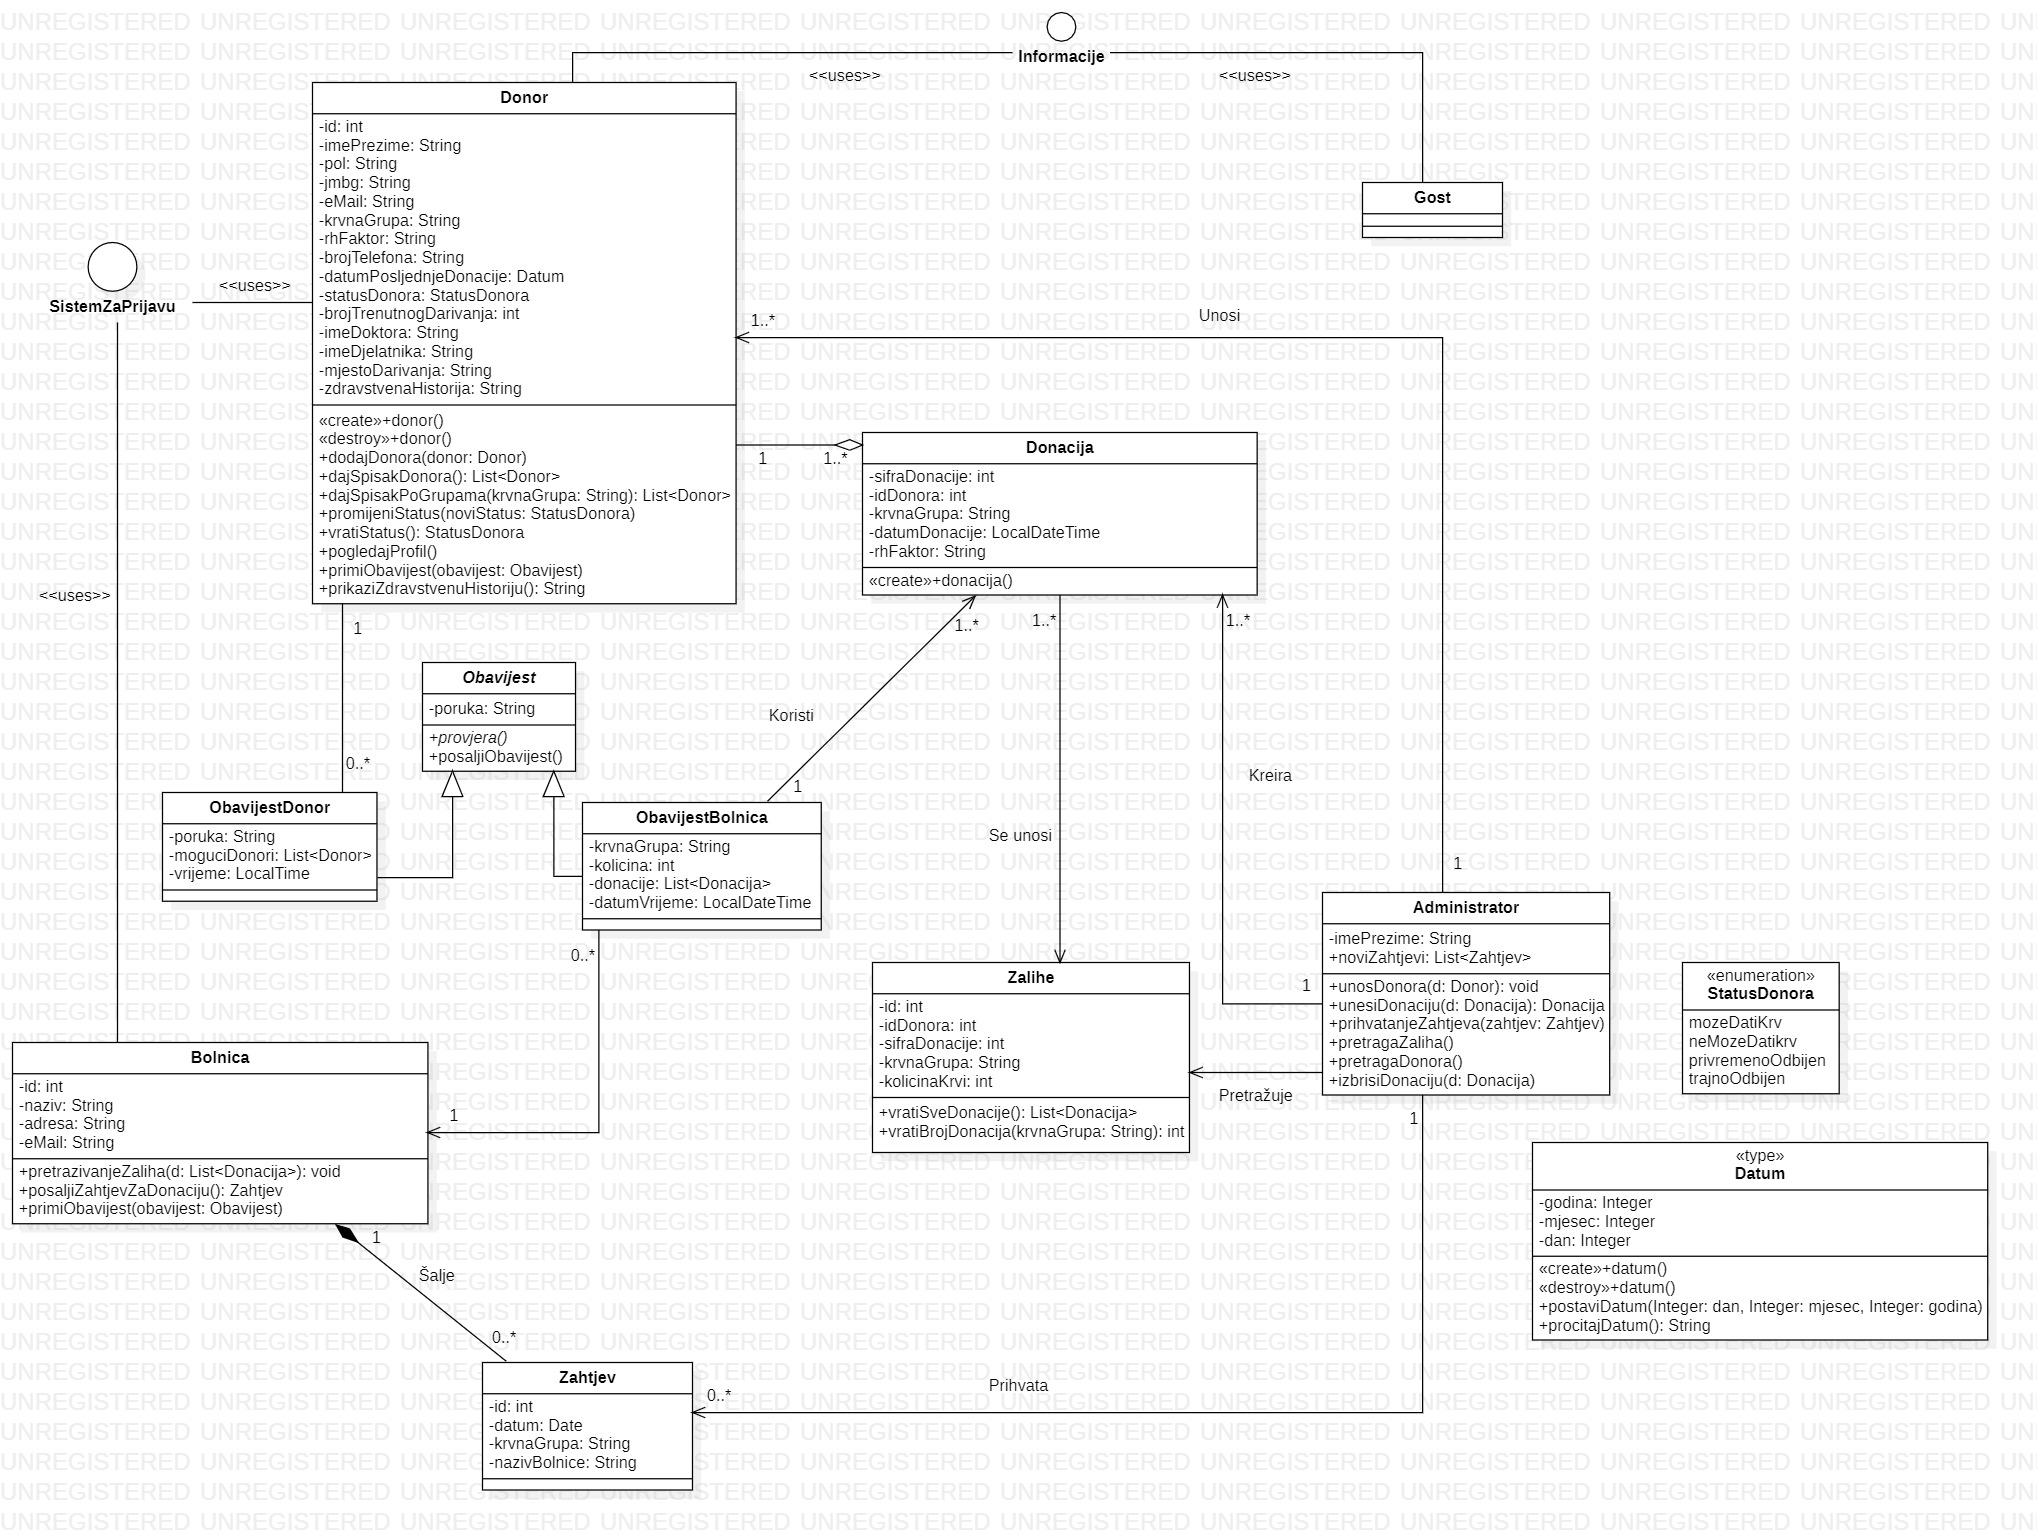 Informacije
<<uses>>
<<uses>>
Donor
-id: int
-imePrezime: String
-pol: String
-jmbg: String
-eMail: String
-krvnaGrupa: String
-rhFaktor: String
-brojTelefona: String
-datumPosljednjeDonacije: Datum
-statusDonora: StatusDonora
-brojTrenutnogDarivanja: int
-imeDoktora: String
-imeDjelatnika: String
-mjestoDarivanja: String
-zdravstvenaHistorija: String
«create»+donor()
«destroy»+donor()
+dodajDonora(donor: Donor)
+dajSpisakDonora(): List<Donor>
+dajSpisakPoGrupama(krvnaGrupa: String): List<Donor>
+promijeniStatus(noviStatus: StatusDonora)
+vratiStatus(): StatusDonora
+pogledajProfil()
+primiObavijest(obavijest: Obavijest)
+prikaziZdravstvenuHistoriju(): String
Gost
SistemZaPrijavu
<<uses>>
<<uses>>
1..*
Unosi
1
1
1..*
Donacija
-sifraDonacije: int
-idDonora: int
-krvnaGrupa: String
-datumDonacije: LocalDateTime
-rhFaktor: String
«create»+donacija()
1
0..*
Obavijest
-poruka: String
+provjera()
+posaljiObavijest()
1..*
Koristi
1
1..*
Se unosi
1..*
Kreira
1
ObavijestDonor
-poruka: String
-moguciDonori: List<Donor>
-vrijeme: LocalTime
ObavijestBolnica
-krvnaGrupa: String
-kolicina: int
-donacije: List<Donacija>
-datumVrijeme: LocalDateTime
0..*
1
Zalihe
-id: int
-idDonora: int
-sifraDonacije: int
-krvnaGrupa: String
-kolicinaKrvi: int
+vratiSveDonacije(): List<Donacija>
+vratiBrojDonacija(krvnaGrupa: String): int
Administrator
-imePrezime: String
+noviZahtjevi: List<Zahtjev>
+unosDonora(d: Donor): void
+unesiDonaciju(d: Donacija): Donacija
+prihvatanjeZahtjeva(zahtjev: Zahtjev)
+pretragaZaliha()
+pretragaDonora()
+izbrisiDonaciju(d: Donacija)
Pretražuje
1
«enumeration»
StatusDonora
mozeDatiKrv
neMozeDatikrv
privremenoOdbijen
trajnoOdbijen
Bolnica
-id: int
-naziv: String
-adresa: String
-eMail: String
+pretrazivanjeZaliha(d: List<Donacija>): void
+posaljiZahtjevZaDonaciju(): Zahtjev
+primiObavijest(obavijest: Obavijest)
«type»
Datum
-godina: Integer
-mjesec: Integer
-dan: Integer
«create»+datum()
«destroy»+datum()
+postaviDatum(Integer: dan, Integer: mjesec, Integer: godina)
+procitajDatum(): String
1
Šalje
0..*
Zahtjev
-id: int
-datum: Date
-krvnaGrupa: String
-nazivBolnice: String
0..*
Prihvata
UNREGISTERED